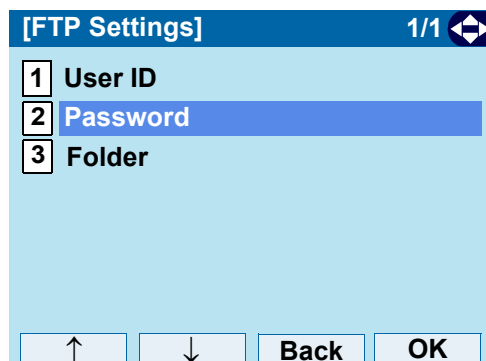 [FTP Settings] 1/1
1 User ID
2 Password
3 Folder
↑ ↓ Back OK